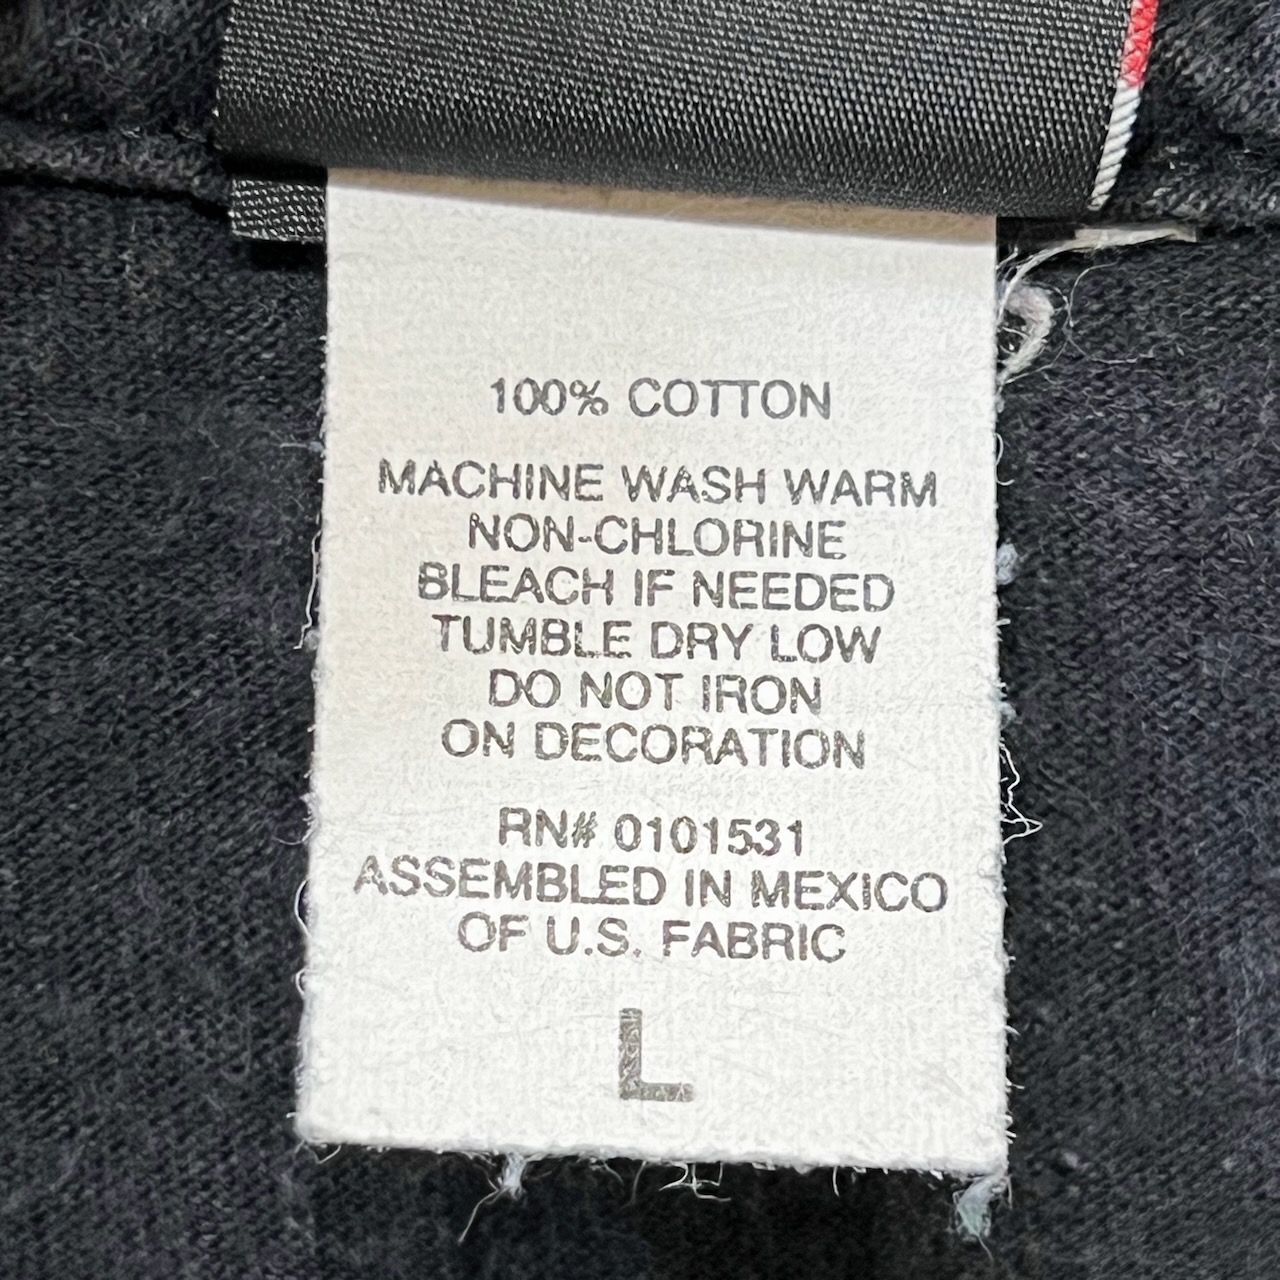 100% COTTON
MACHINE WASH WARM
NON-CHLORINE
BLEACH IF NEEDED
TUMBLE DRY LOW
DO NOT IRON
ON DECORATION
RN# 0101531
ASSEMBLED IN MEXICO
OF U.S. FABRIC
L